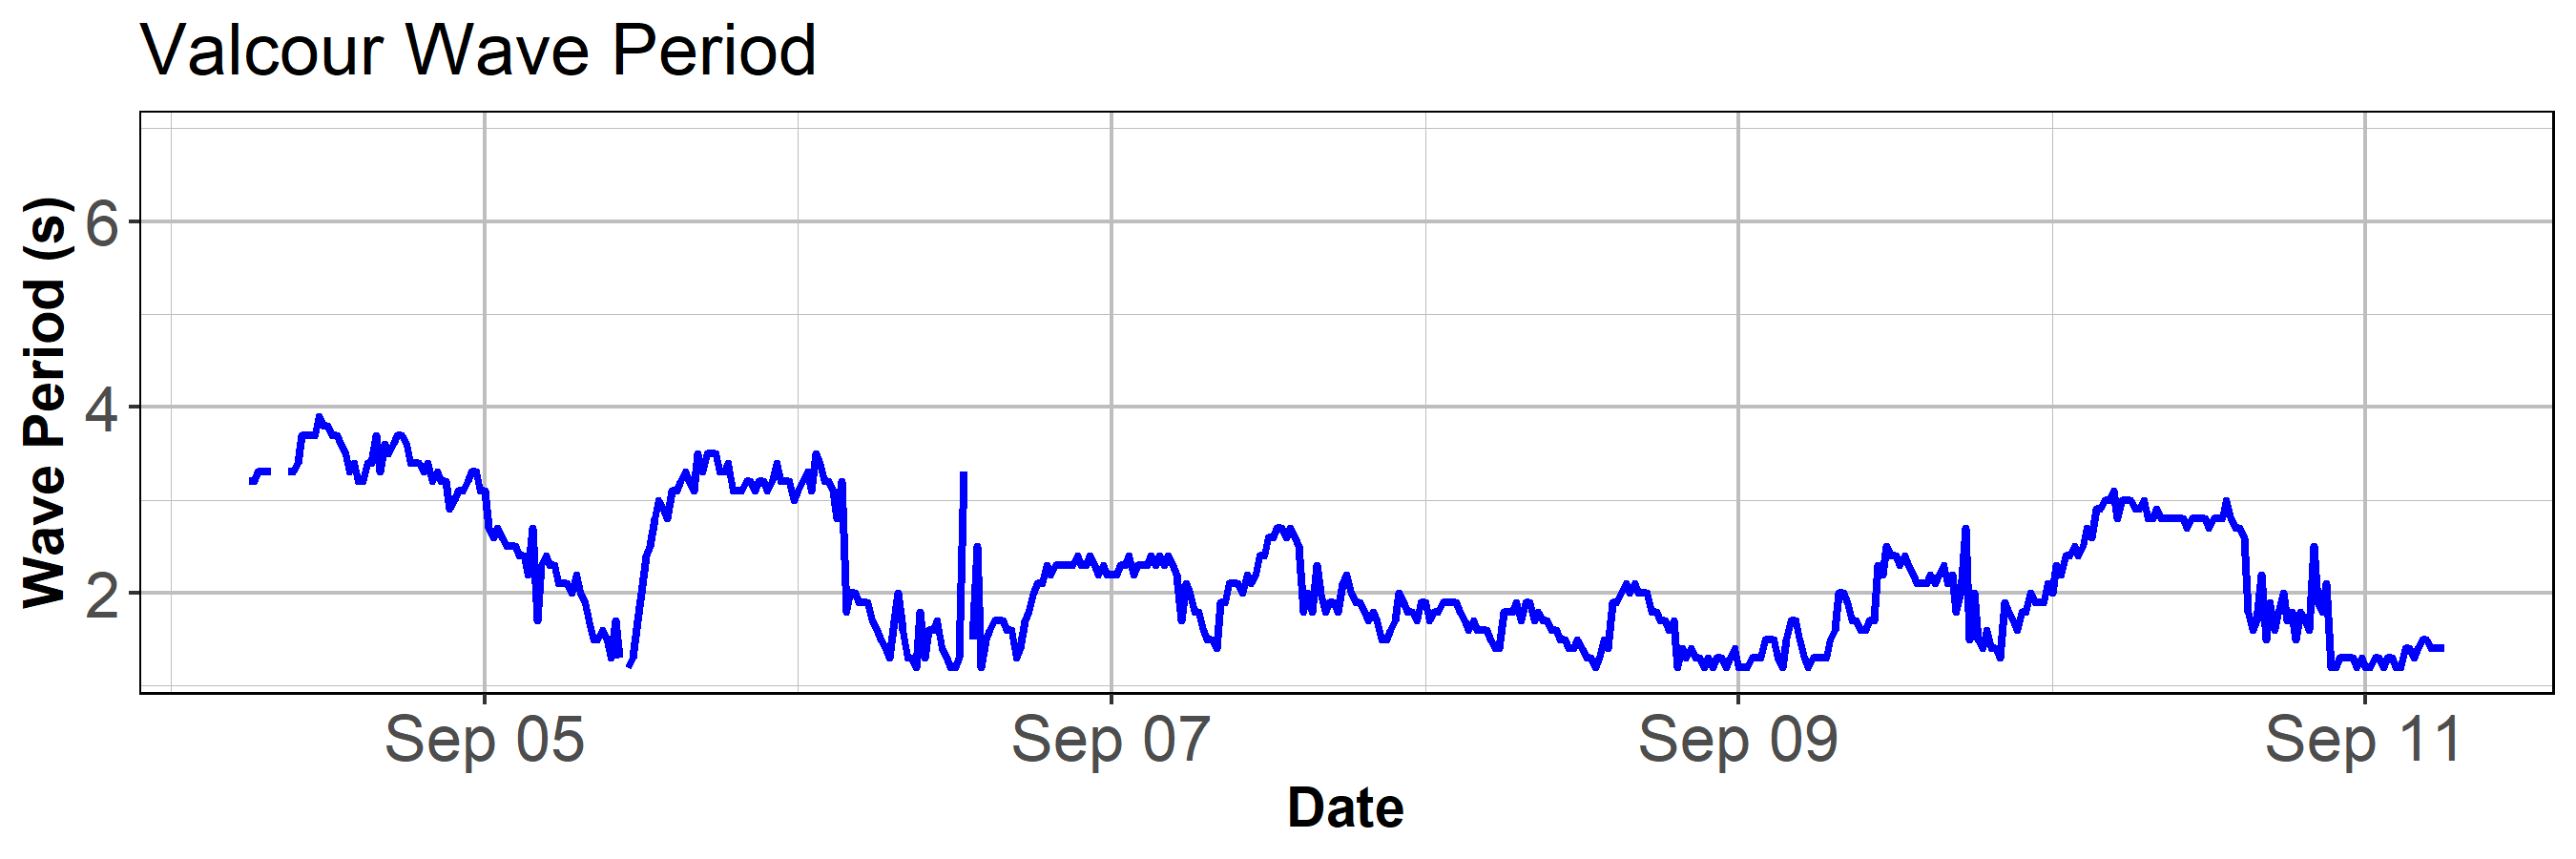 Valcour Wave Period
Wave Period (s)
6
4
2
Sep 05 Sep 07 Sep 09 Sep 11
Date